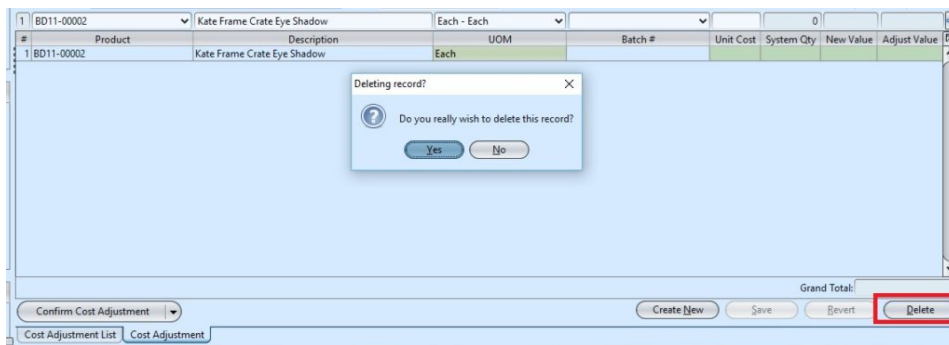 1 BD11-00002 Kate Frame Crate Eye Shadow Each - Each 0
# Product Description UOM Batch # Unit Cost System Qty New Value Adjust Value
1 BD11-00002 Kate Frame Crate Eye Shadow Each
Deleting record?
Do you really wish to delete this record?
Yes No
Grand Total:
Confirm Cost Adjustment Create New Save Revert Delete
Cost Adjustment List Cost Adjustment